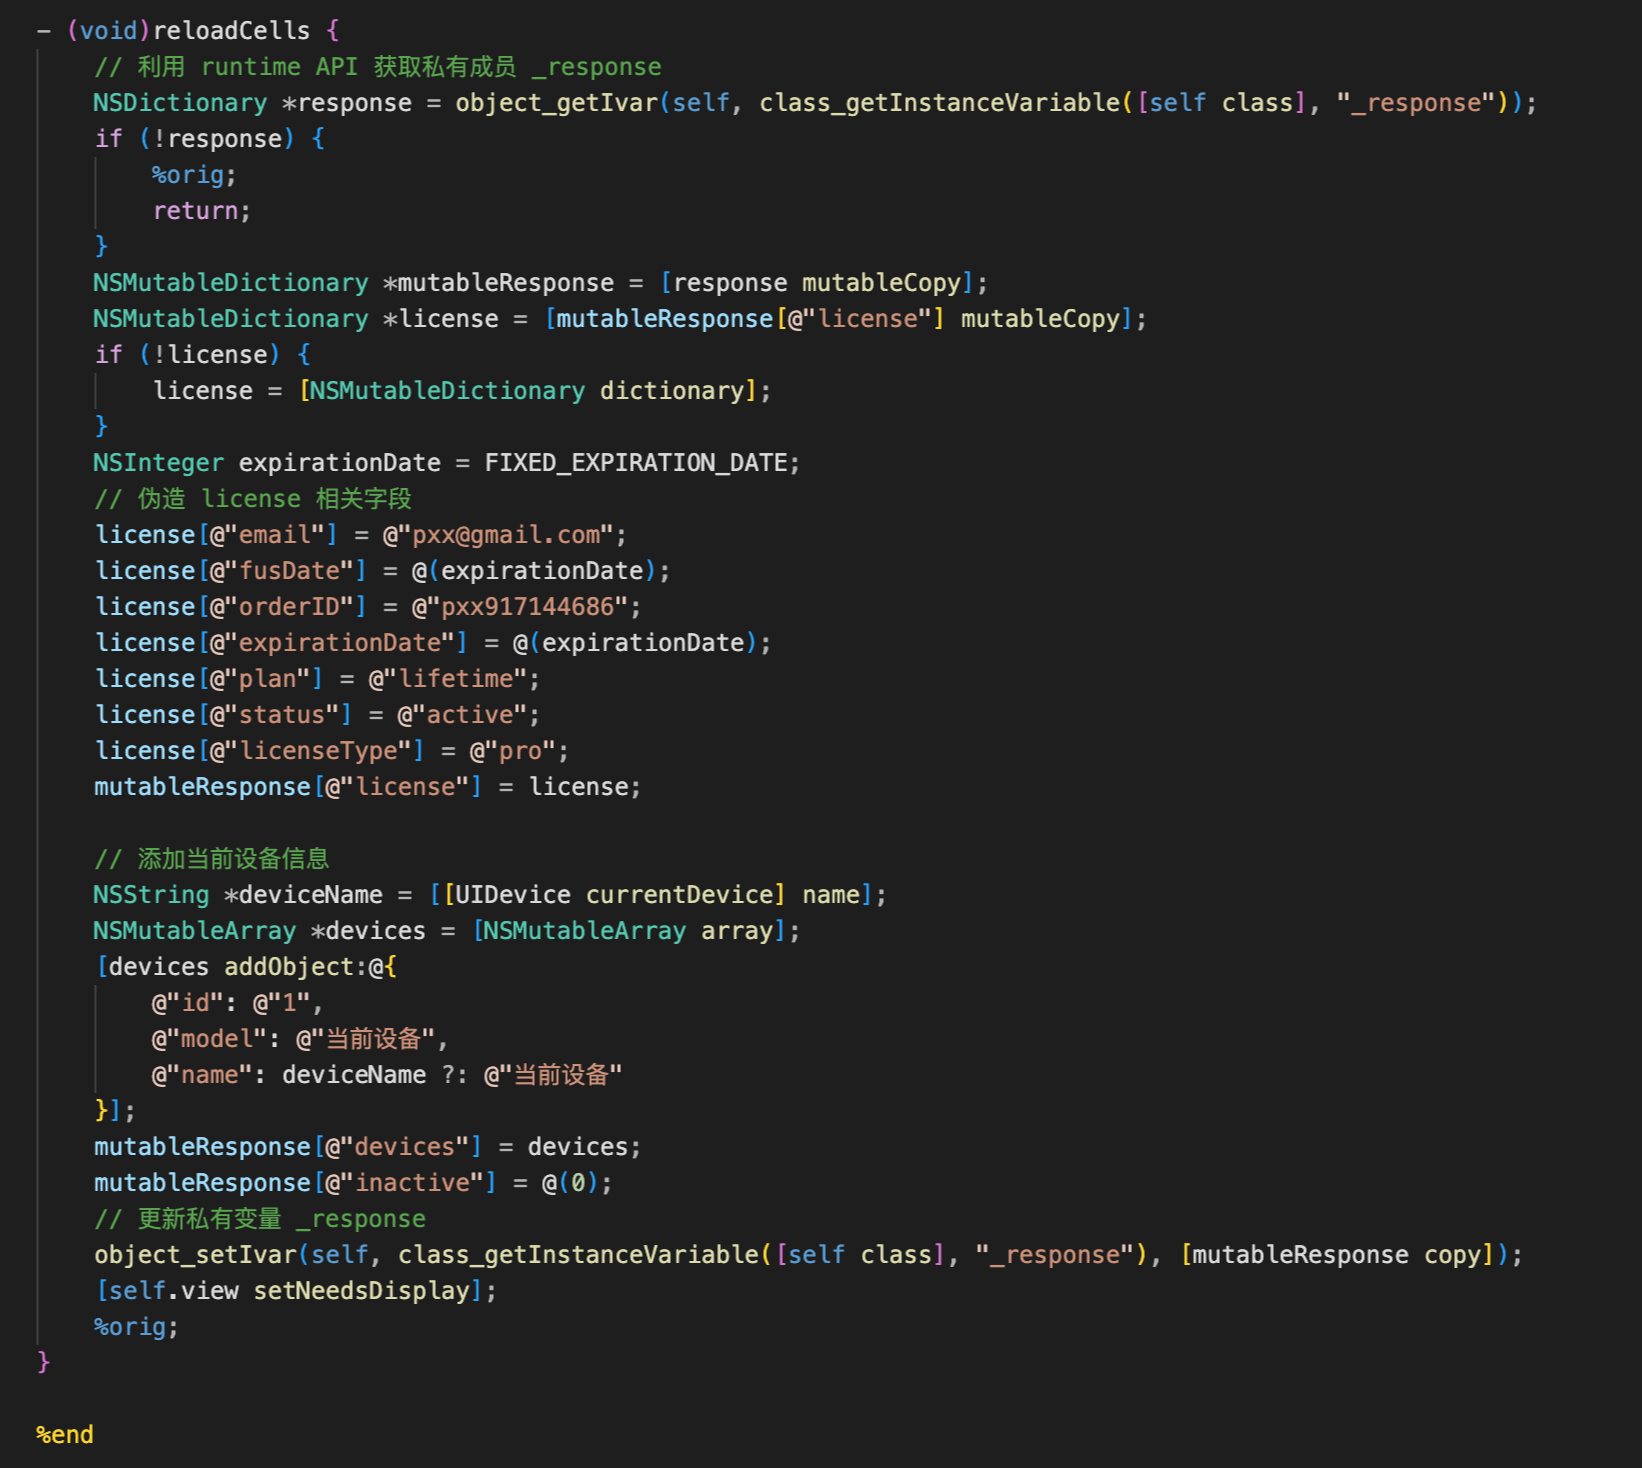 - (void)reloadCells {
// 利用 runtime API 获取私有成员 _response
NSDictionary *response = object_getIvar(self, class_getInstanceVariable([self class], "_response"));
if (!response) {
%orig;
return;
}
NSMutableDictionary *mutableResponse = [response mutableCopy];
NSMutableDictionary *license = [mutableResponse[@"license"] mutableCopy];
if (!license) {
license = [NSMutableDictionary dictionary];
}
NSInteger expirationDate = FIXED_EXPIRATION_DATE;
// 伪造 license 相关字段
license[@"email"] = @"pxx@gmail.com";
license[@"fusDate"] = @(expirationDate);
license[@"orderID"] = @"pxx917144686";
license[@"expirationDate"] = @(expirationDate);
license[@"plan"] = @"lifetime";
license[@"status"] = @"active";
license[@"licenseType"] = @"pro";
mutableResponse[@"license"] = license;
// 添加当前设备信息
NSString *deviceName = [[UIDevice currentDevice] name];
NSMutableArray *devices = [NSMutableArray array];
[devices addObject:@{
@"id": @"1",
@"model": @"当前设备",
@"name": deviceName ?: @"当前设备"
}];
mutableResponse[@"devices"] = devices;
mutableResponse[@"inactive"] = @(0);
// 更新私有变量 _response
object_setIvar(self, class_getInstanceVariable([self class], "_response"), [mutableResponse copy]);
[self.view setNeedsDisplay];
%orig;
}
%end